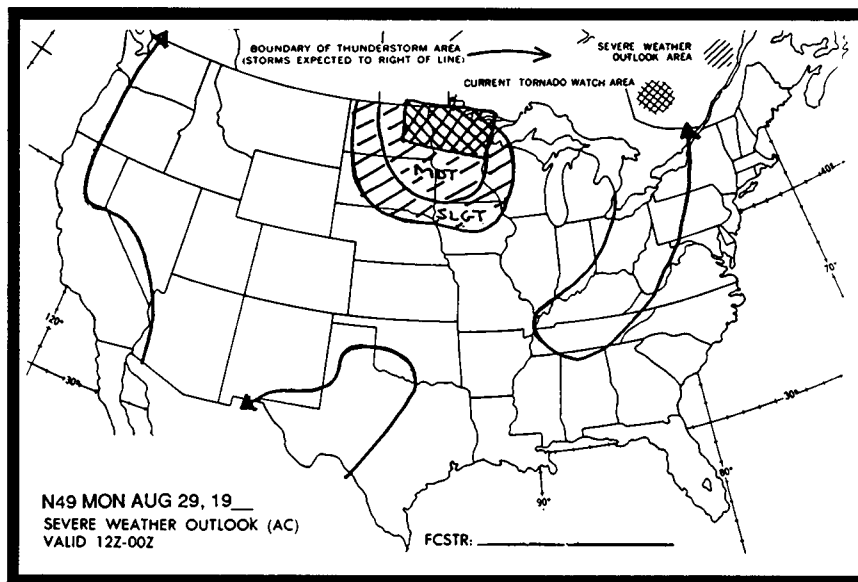 BOUNDARY OF THUNDERSTORM AREA
(STORMS EXPECTED TO RIGHT OF LINE)
SEVERE WEATHER
OUTLOOK AREA
CURRENT TORNADO WATCH AREA
MDT
SLGT
40°
70°
120°
30°
30°
80°
90°
N49 MON AUG 29, 19__
SEVERE WEATHER OUTLOOK (AC)
VALID 12Z-00Z
FCSTR: